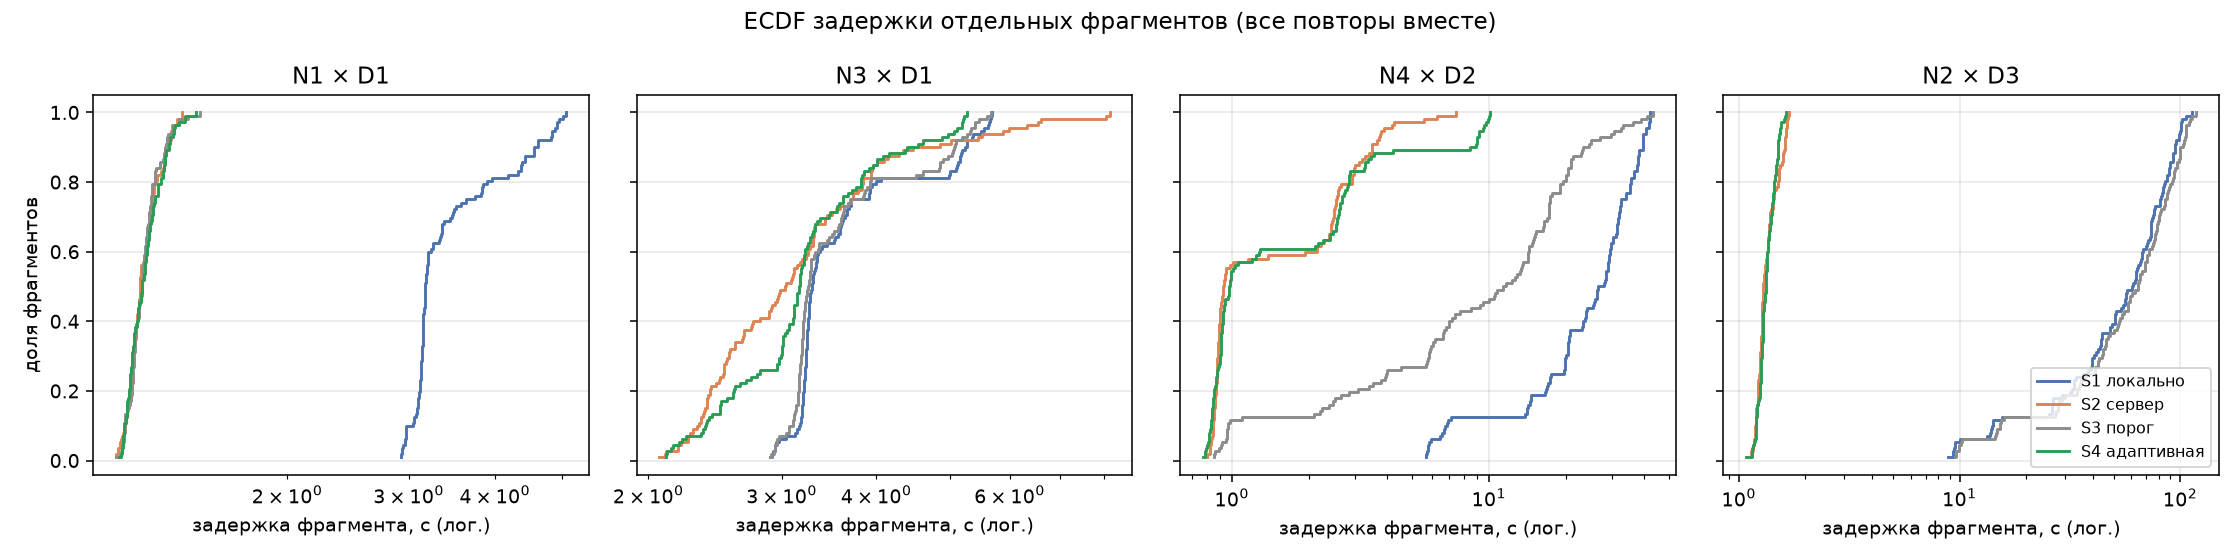 ECDF задержки отдельных фрагментов (все повторы вместе)
N1 × D1
N3 × D1
N4 × D2
N2 × D3
доля фрагментов
1.0
0.8
0.6
0.4
0.2
0.0
2 × 10⁰
3 × 10⁰
4 × 10⁰
задержка фрагмента, с (лог.)
2 × 10⁰
3 × 10⁰
4 × 10⁰
6 × 10⁰
задержка фрагмента, с (лог.)
10⁰
10¹
задержка фрагмента, с (лог.)
S1 локально
S2 сервер
S3 порог
S4 адаптивная
10⁰
10¹
10²
задержка фрагмента, с (лог.)